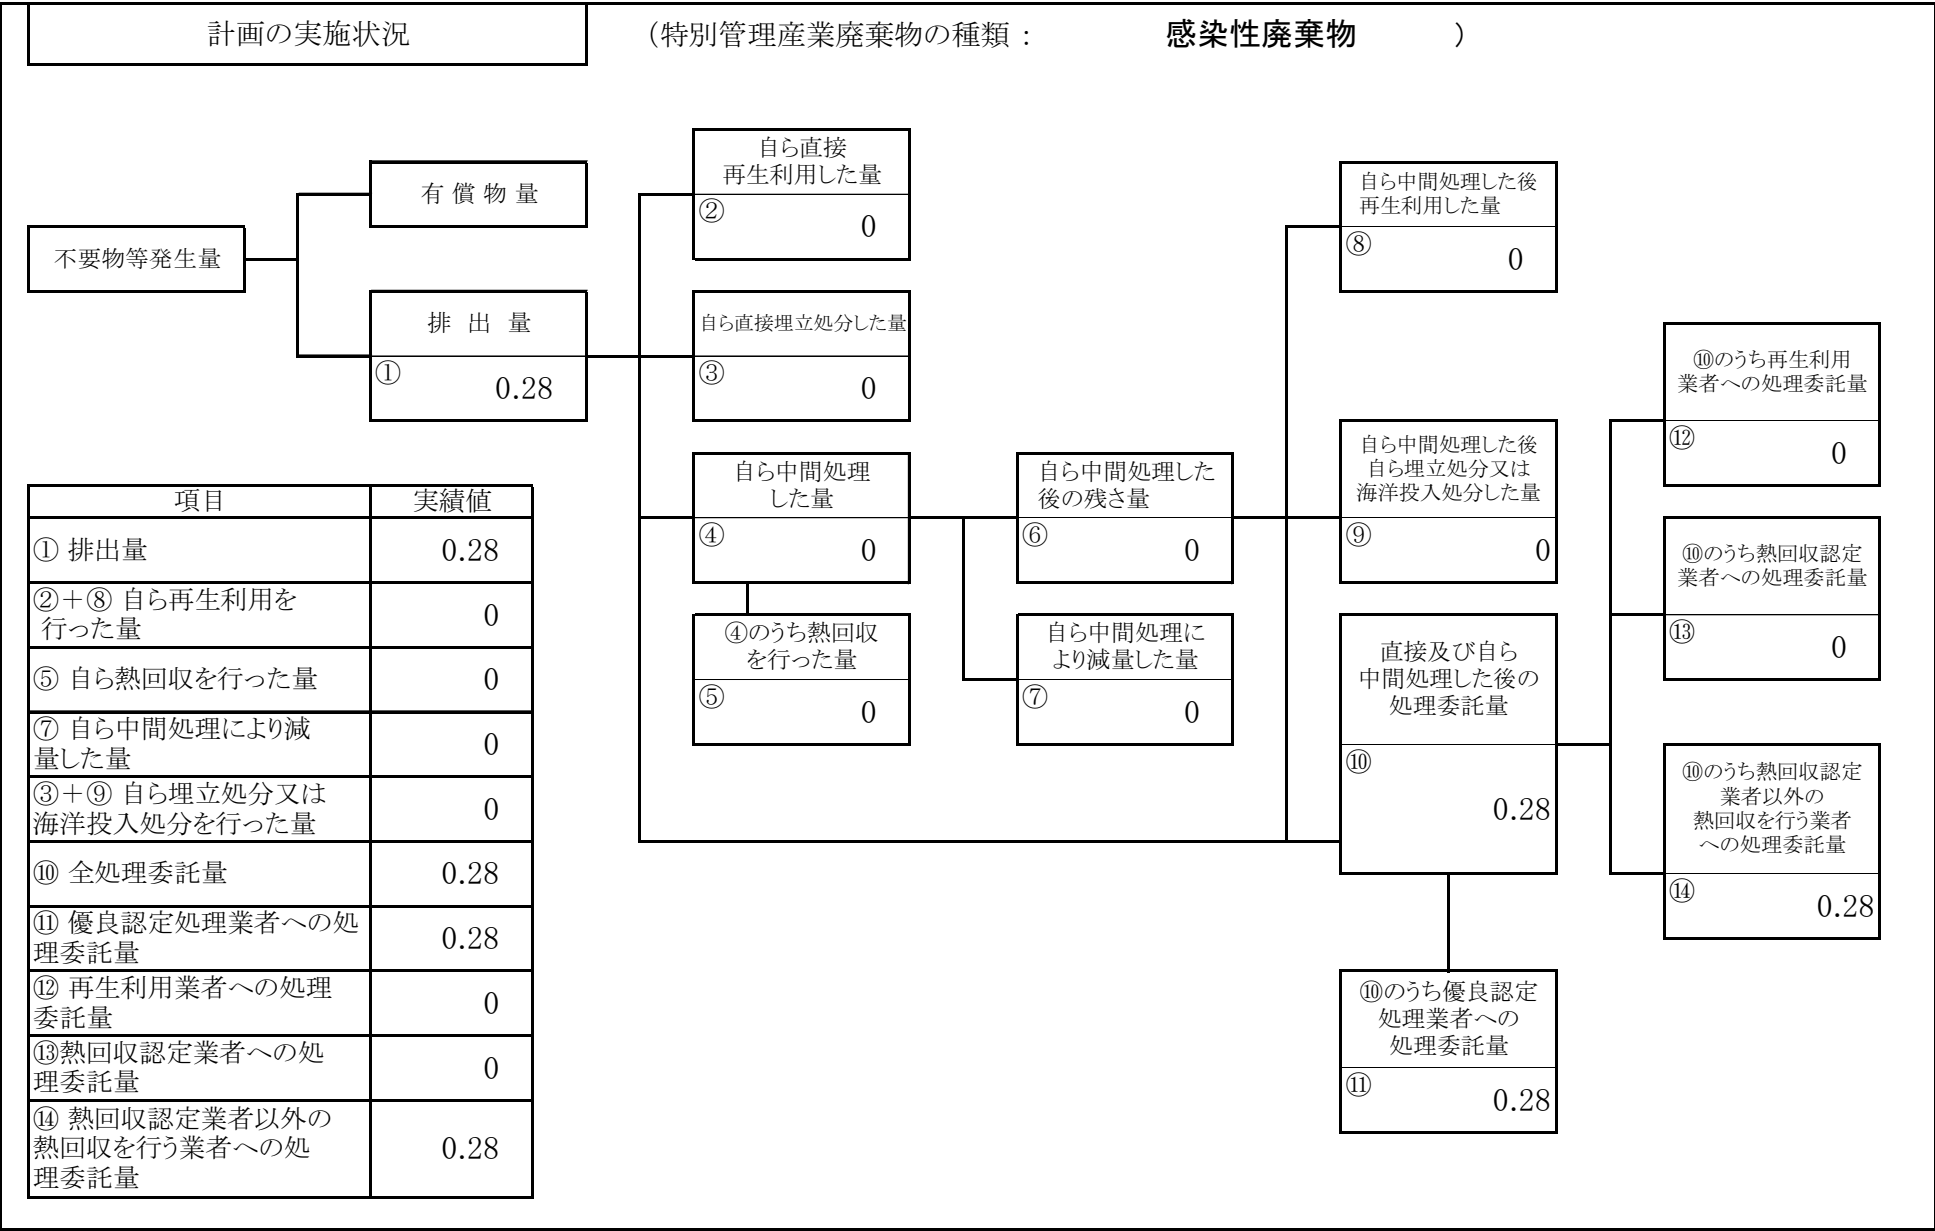 計画の実施状況
（特別管理産業廃棄物の種類： 感染性廃棄物 ）
不要物等発生量
有償物量
排出量
①
0.28
自ら直接
再生利用した量
②
0
自ら直接埋立処分した量
③
0
自ら中間処理
した量
④
0
④のうち熱回収
を行った量
⑤
0
自ら中間処理した
後の残さ量
⑥
0
自ら中間処理に
より減量した量
⑦
0
自ら中間処理した後
再生利用した量
⑧
0
自ら中間処理した後
自ら埋立処分又は
海洋投入処分した量
⑨
0
直接及び自ら
中間処理した後の
処理委託量
⑩
0.28
⑩のうち優良認定
処理業者への
処理委託量
⑪
0.28
⑩のうち再生利用
業者への処理委託量
⑫
0
⑩のうち熱回収認定
業者への処理委託量
⑬
0
⑩のうち熱回収認定
業者以外の
熱回収を行う業者
への処理委託量
⑭
0.28
項目 実績値
① 排出量 0.28
②＋⑧ 自ら再生利用を
行った量 0
⑤ 自ら熱回収を行った量 0
⑦ 自ら中間処理により減
量した量 0
③＋⑨ 自ら埋立処分又は
海洋投入処分を行った量 0
⑩ 全処理委託量 0.28
⑪ 優良認定処理業者への処
理委託量 0.28
⑫ 再生利用業者への処理
委託量 0
⑬熱回収認定業者への処
理委託量 0
⑭ 熱回収認定業者以外の
熱回収を行う業者への処
理委託量 0.28